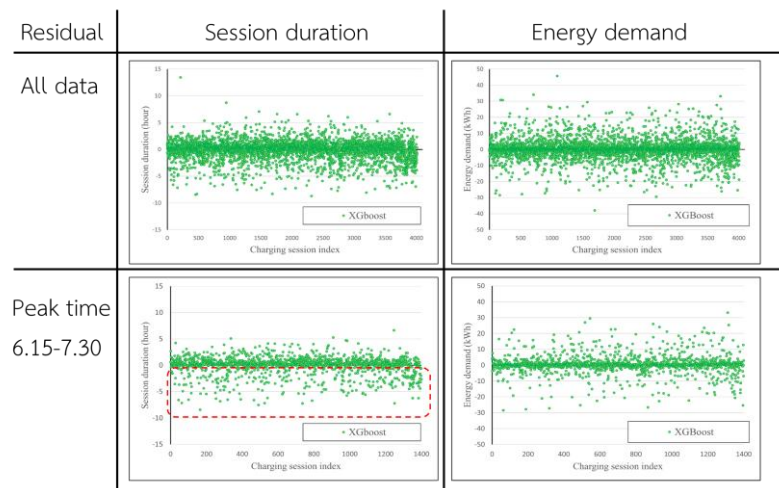 Residual
Session duration
Energy demand
All data
15
10
5
0
-5
-10
-15
Session duration (hour)
0 500 1000 1500 2000 2500 3000 3500 4000
Charging session index
XGboost
50
40
30
20
10
0
-10
-20
-30
-40
-50
Energy demand (kWh)
0 500 1000 1500 2000 2500 3000 3500 4000
Charging session index
XGBoost
Peak time
6.15-7.30
15
10
5
0
-5
-10
-15
Session duration (hour)
0 200 400 600 800 1000 1200 1400
Charging session index
XGboost
50
40
30
20
10
0
-10
-20
-30
-40
-50
Energy demand (kWh)
0 200 400 600 800 1000 1200 1400
Charging session index
XGBoost